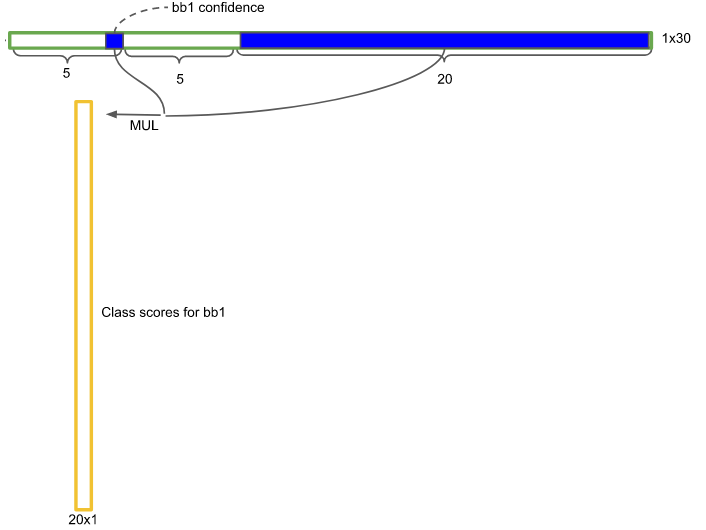 bb1 confidence
1x30
5
5
20
MUL
Class scores for bb1
20x1